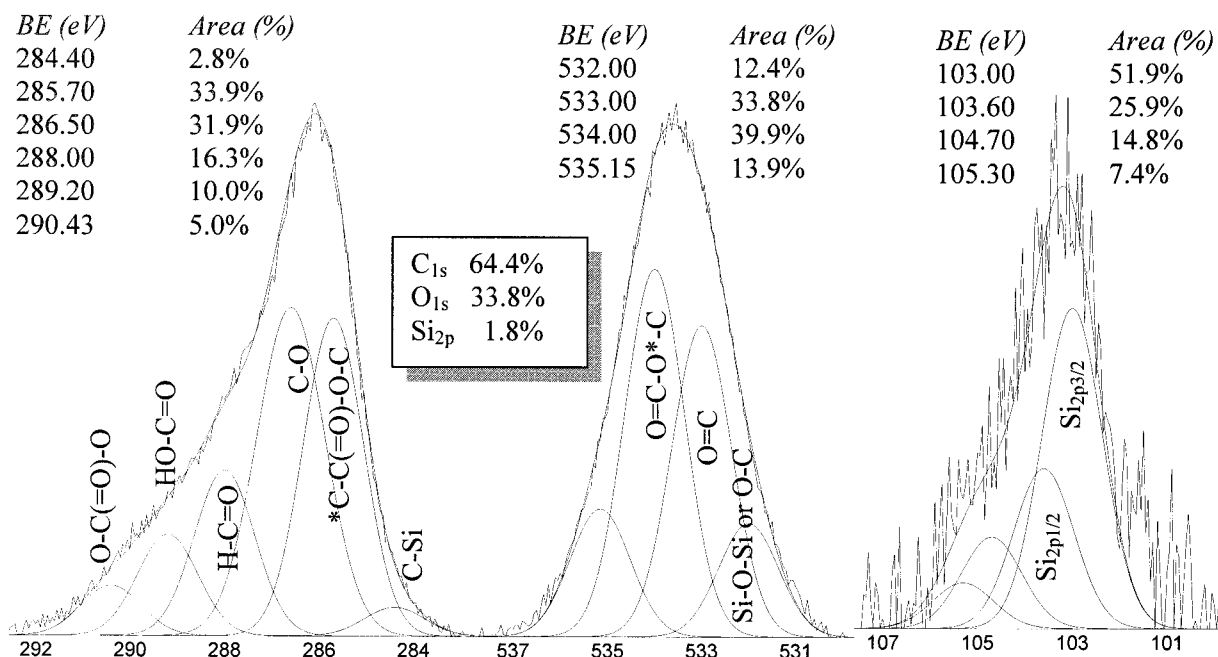 BE (eV) Area (%)
284.40 2.8%
285.70 33.9%
286.50 31.9%
288.00 16.3%
289.20 10.0%
290.43 5.0%
BE (eV) Area (%)
532.00 12.4%
533.00 33.8%
534.00 39.9%
535.15 13.9%
BE (eV) Area (%)
103.00 51.9%
103.60 25.9%
104.70 14.8%
105.30 7.4%
C1s 64.4%
O1s 33.8%
Si2p 1.8%
O-C(=O)-O
HO-C=O
H-C=O
C-O
*C-C(=O)-O-C
C-Si
O=C-O*-C
O=C
Si-O-Si or O-C
Si2p1/2
Si2p3/2
292 290 288 286 284 537 535 533 531 107 105 103 101